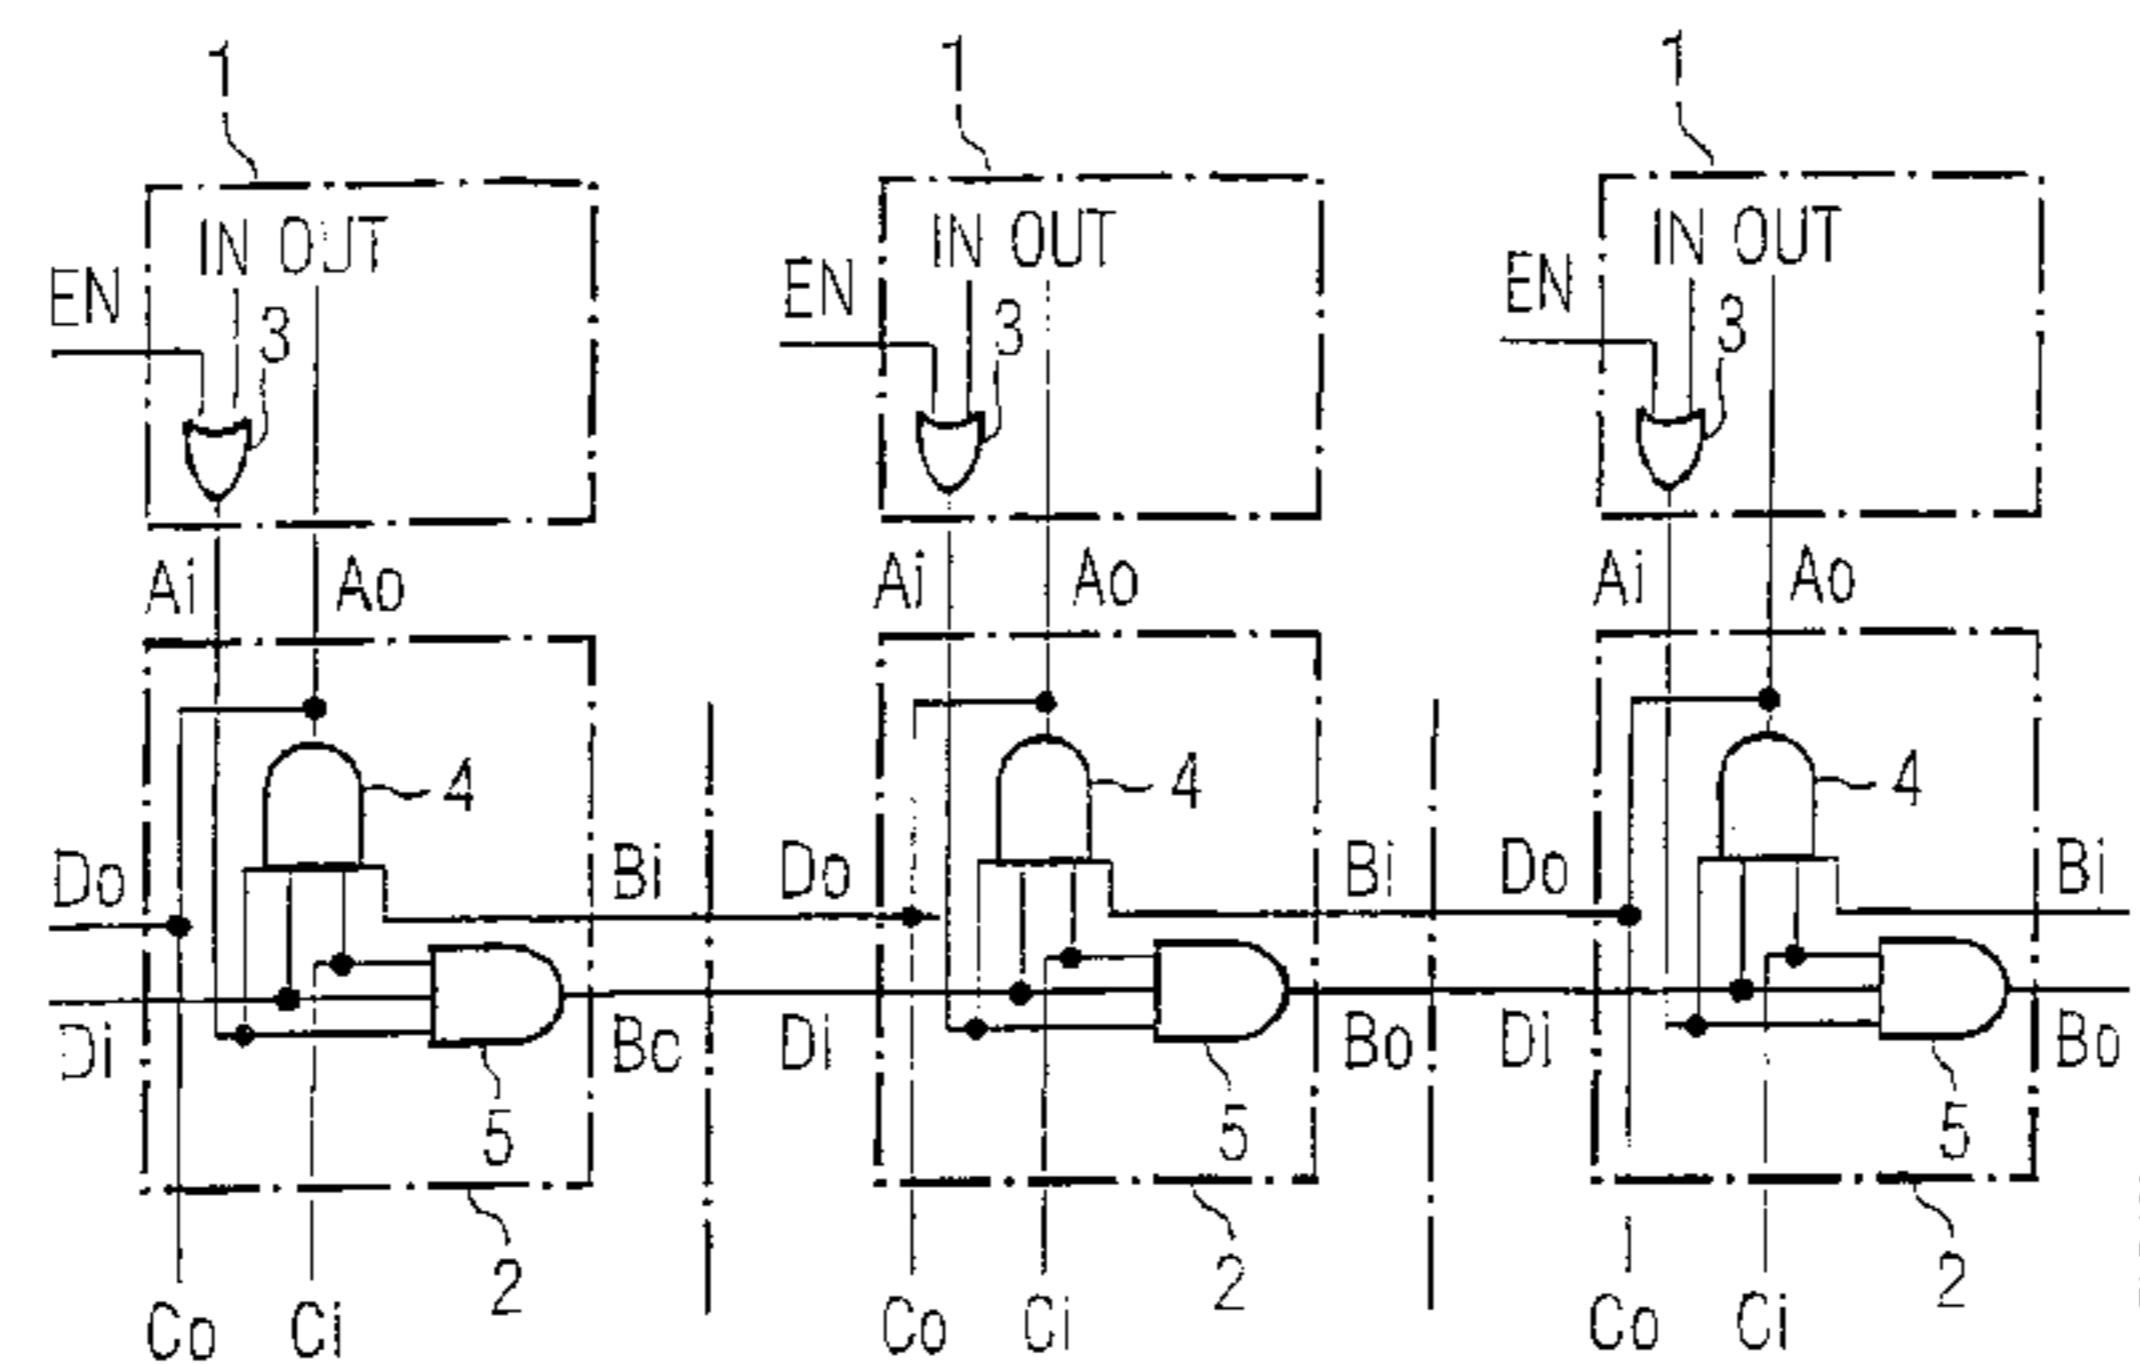 1 1 1
IN OUT IN OUT IN OUT
EN EN EN
3 3 3
Ai Ao Ai Ao Ai Ao
4 4 4
Do Bi Do Bi Do Bi
Di Bo Di Bo Di Bo
5 5 5
2 2 2
Co Ci Co Ci Co Ci